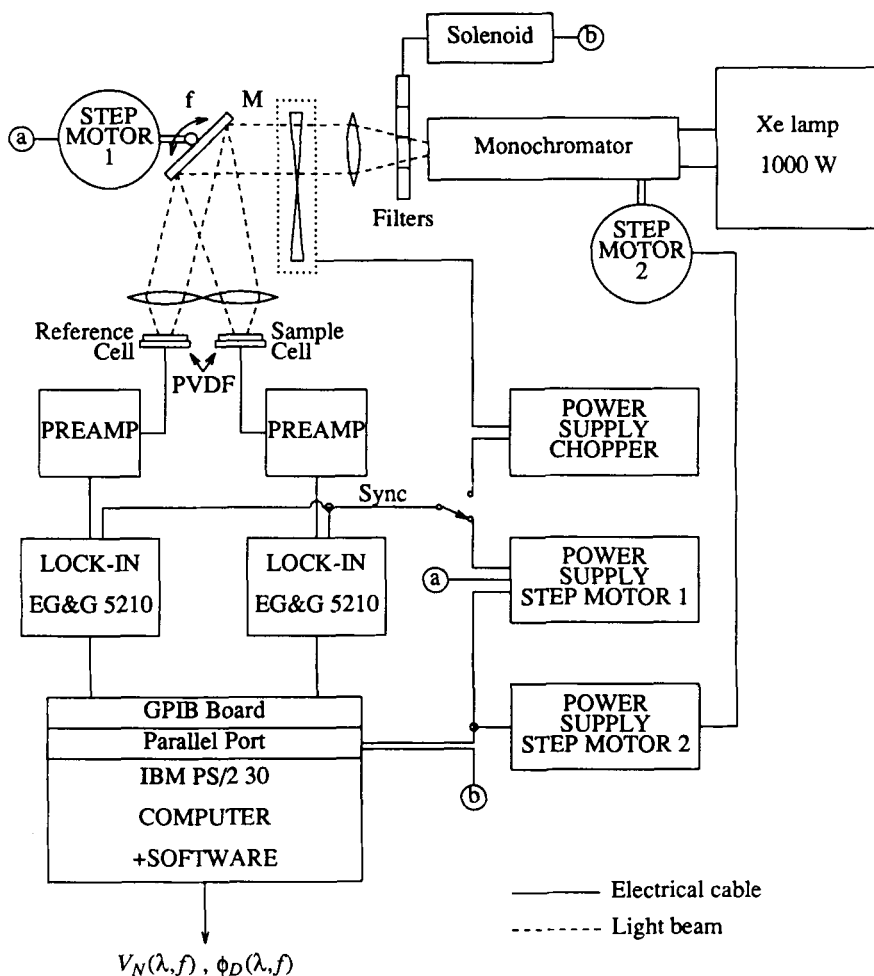 Solenoid
b
STEP
MOTOR
1
f
M
a
Monochromator
Xe lamp
1000 W
Filters
STEP
MOTOR
2
Reference
Cell
Sample
Cell
PVDF
PREAMP
PREAMP
POWER
SUPPLY
CHOPPER
Sync
LOCK-IN
EG&G 5210
LOCK-IN
EG&G 5210
a
POWER
SUPPLY
STEP MOTOR 1
GPIB Board
Parallel Port
IBM PS/2 30
COMPUTER
+SOFTWARE
POWER
SUPPLY
STEP MOTOR 2
b
Electrical cable
Light beam
V_N(λ,f) , ϕ_D(λ,f)